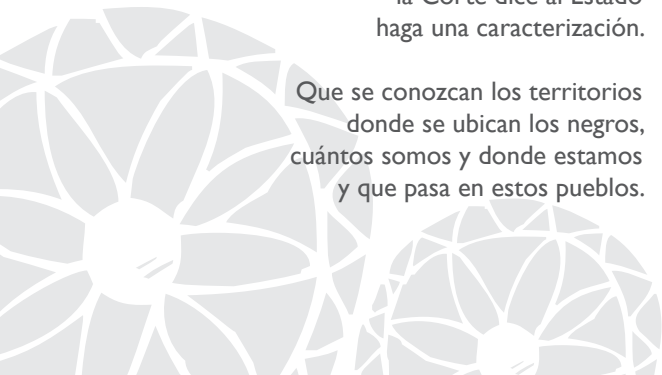 la Corte dice al Estado
haga una caracterización.
Que se conozcan los territorios
donde se ubican los negros,
cuántos somos y donde estamos
y que pasa en estos pueblos.